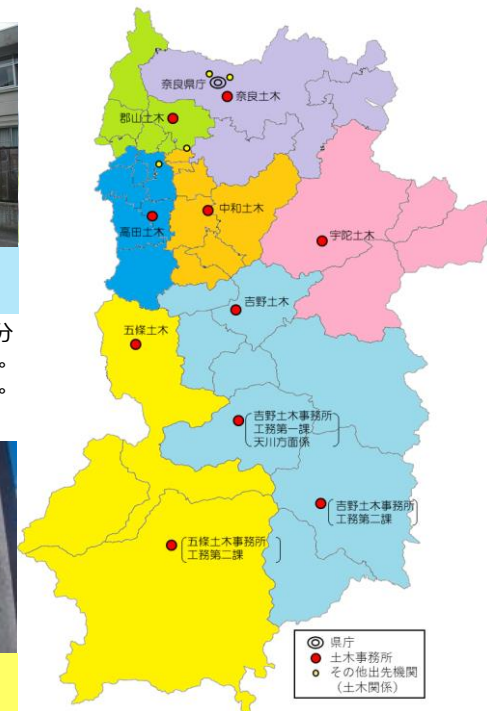 奈良県庁
奈良土木
郡山土木
中和土木
高田土木
宇陀土木
吉野土木
五條土木
分
。
。
吉野土木事務所
工務第一課
天川方面係
吉野土木事務所
工務第二課
五條土木事務所
工務第二課
県庁
土木事務所
その他出先機関
（土木関係）